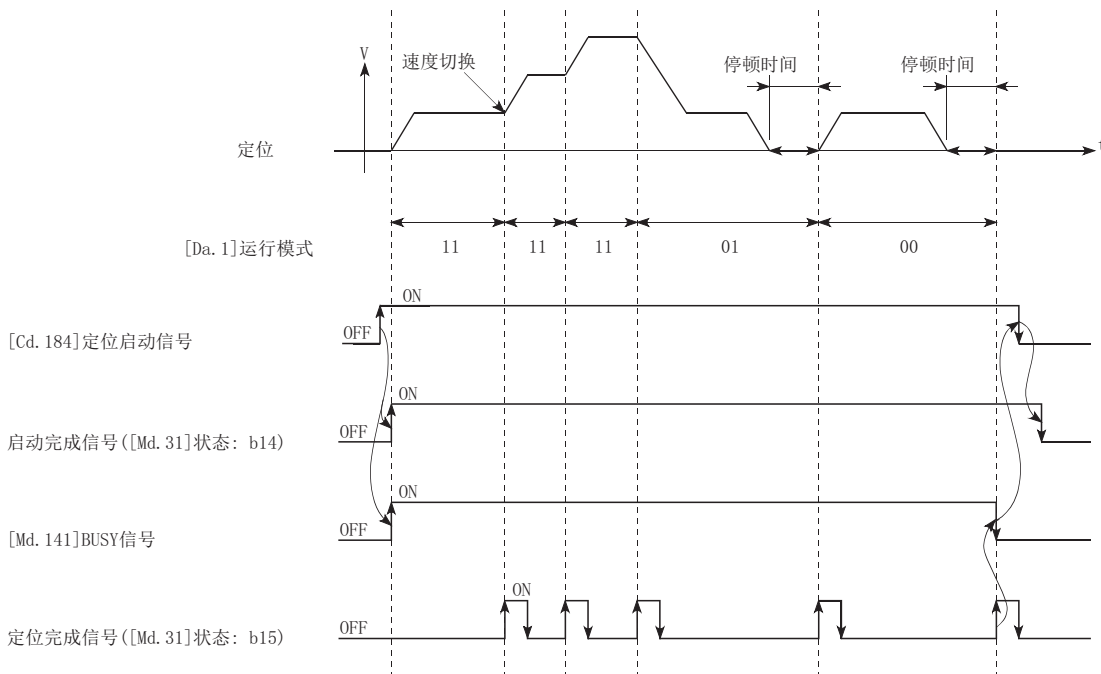 V
速度切换
停顿时间
停顿时间
定位
t
[Da.1]运行模式
11
11
11
01
00
ON
OFF
[Cd.184]定位启动信号
ON
OFF
启动完成信号([Md.31]状态: b14)
ON
OFF
[Md.141]BUSY信号
ON
OFF
定位完成信号([Md.31]状态: b15)